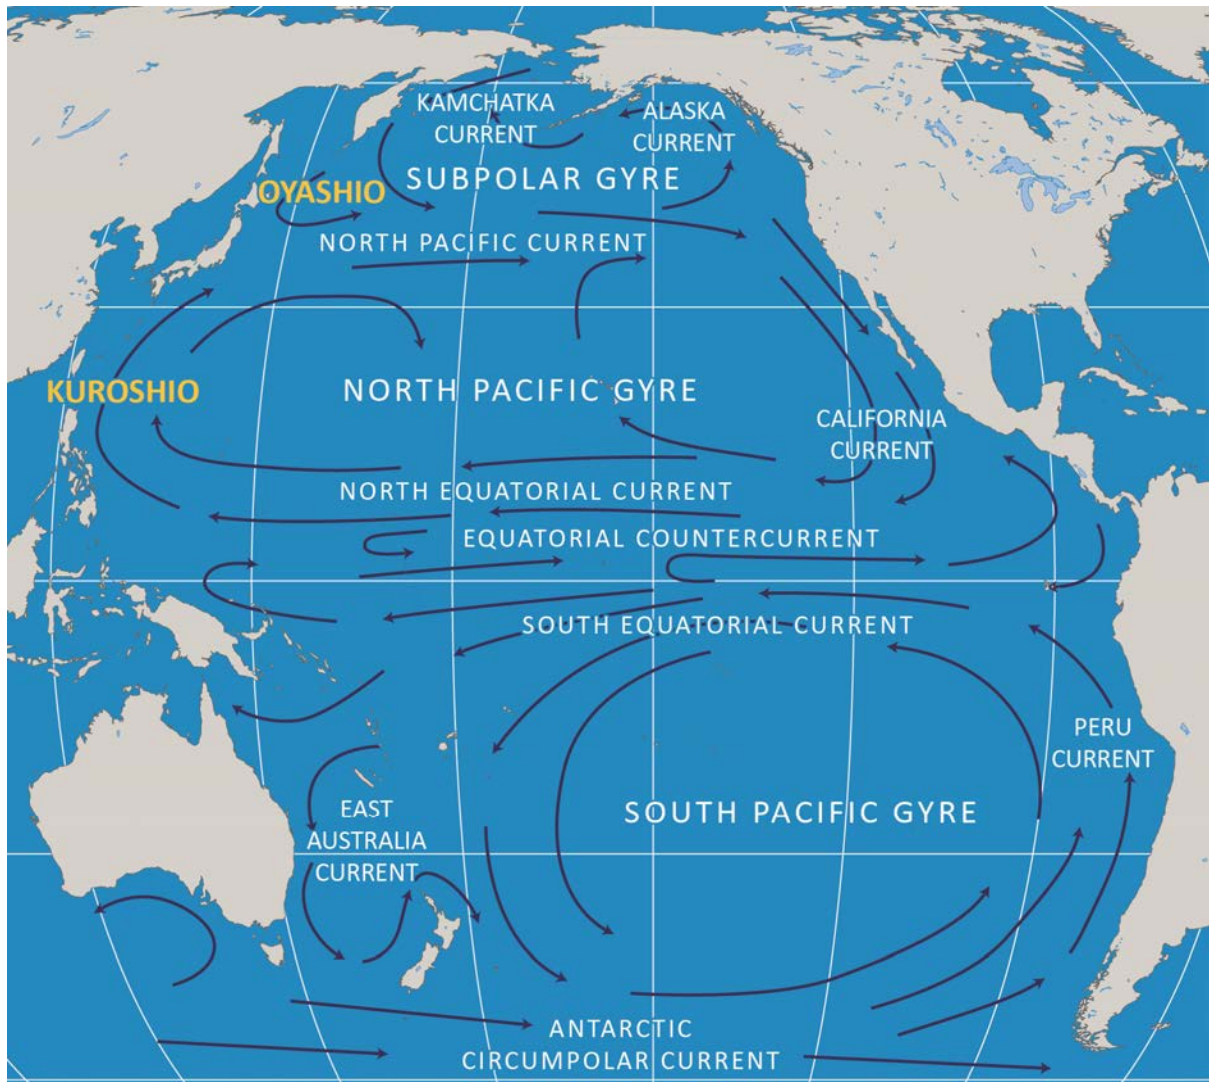 KAMCHATKA
CURRENT
ALASKA
CURRENT
OYASHIO
SUBPOLAR GYRE
NORTH PACIFIC CURRENT
KUROSHIO
NORTH PACIFIC GYRE
CALIFORNIA
CURRENT
NORTH EQUATORIAL CURRENT
EQUATORIAL COUNTERCURRENT
SOUTH EQUATORIAL CURRENT
PERU
CURRENT
EAST
AUSTRALIA
CURRENT
SOUTH PACIFIC GYRE
ANTARCTIC
CIRCUMPOLAR CURRENT